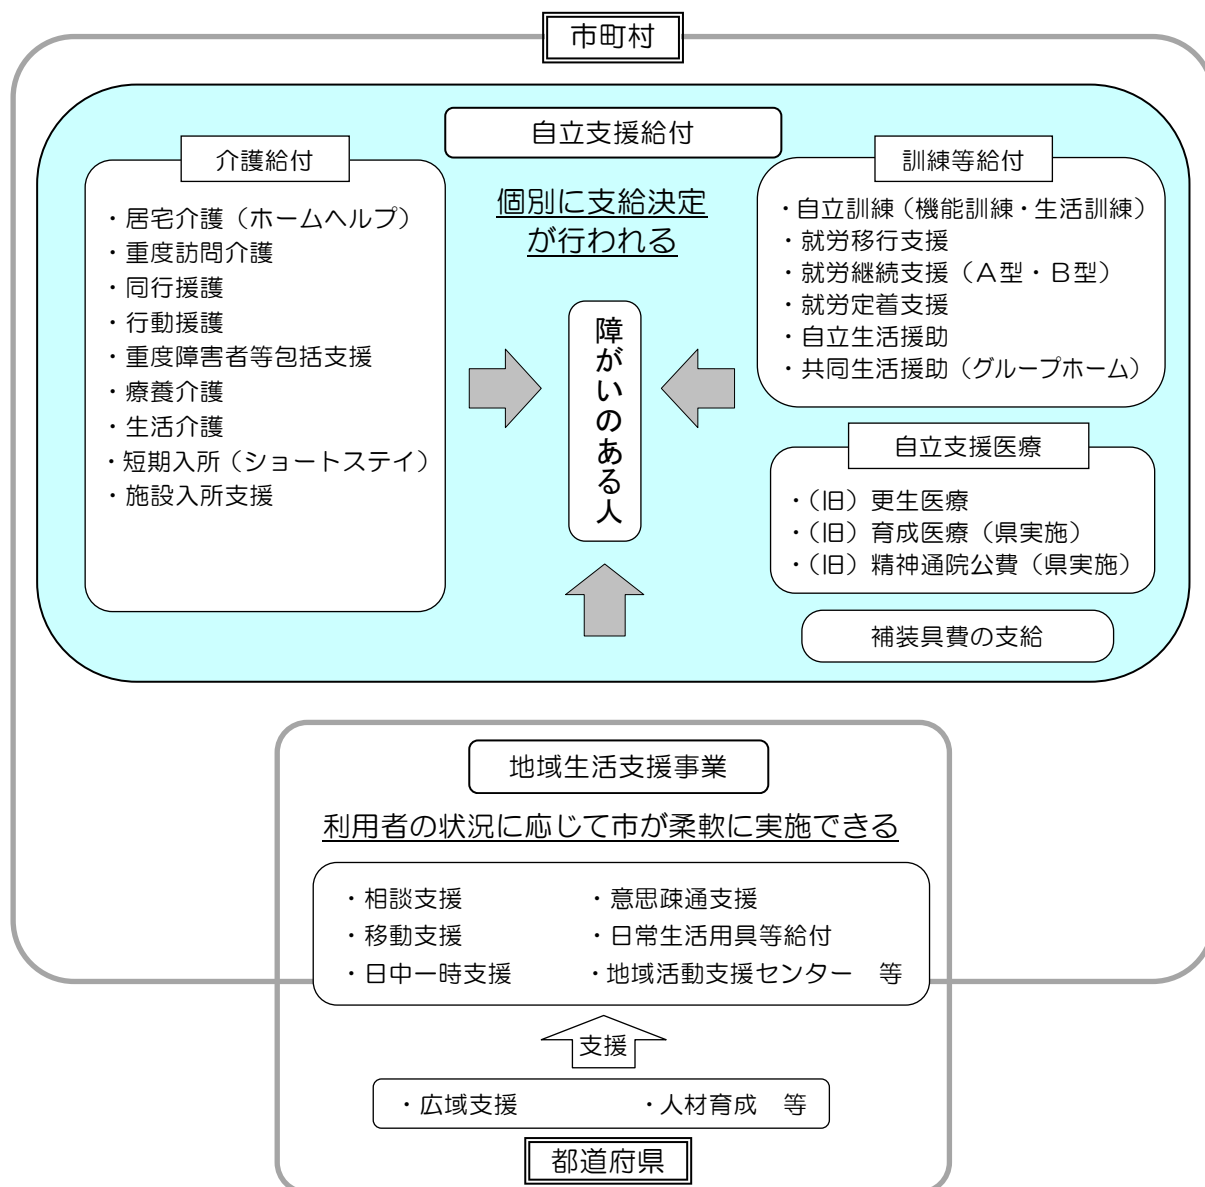 市町村
自立支援給付
介護給付
・居宅介護（ホームヘルプ）
・重度訪問介護
・同行援護
・行動援護
・重度障害者等包括支援
・療養介護
・生活介護
・短期入所（ショートステイ）
・施設入所支援
個別に支給決定
が行われる
障がいのある人
訓練等給付
・自立訓練（機能訓練・生活訓練）
・就労移行支援
・就労継続支援（Ａ型・Ｂ型）
・就労定着支援
・自立生活援助
・共同生活援助（グループホーム）
自立支援医療
・（旧）更生医療
・（旧）育成医療（県実施）
・（旧）精神通院公費（県実施）
補装具費の支給
地域生活支援事業
利用者の状況に応じて市が柔軟に実施できる
・相談支援　・意思疎通支援
・移動支援　・日常生活用具等給付
・日中一時支援　・地域活動支援センター　等
支援
・広域支援　・人材育成　等
都道府県